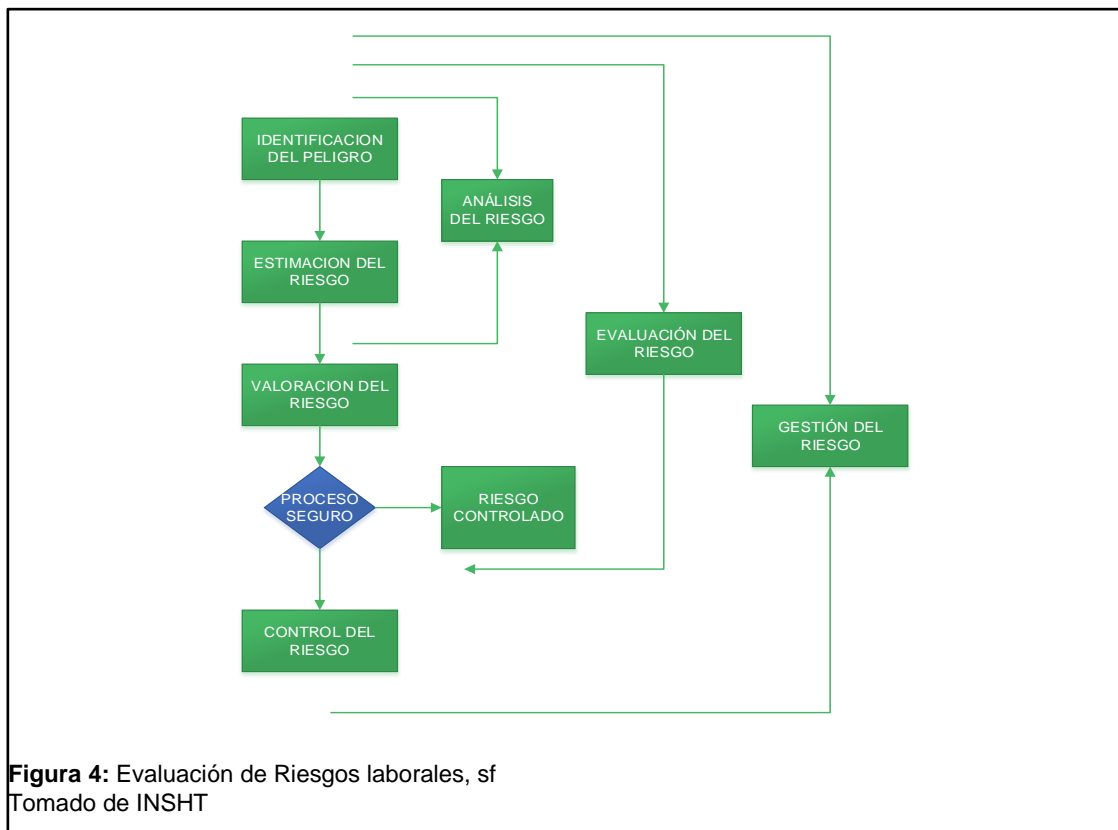 IDENTIFICACION
DEL PELIGRO
ANÁLISIS
DEL RIESGO
ESTIMACION DEL
RIESGO
EVALUACIÓN DEL
RIESGO
VALORACION DEL
RIESGO
GESTIÓN DEL
RIESGO
PROCESO
SEGURO
RIESGO
CONTROLADO
CONTROL DEL
RIESGO
Figura 4: Evaluación de Riesgos laborales, sf
Tomado de INSHT